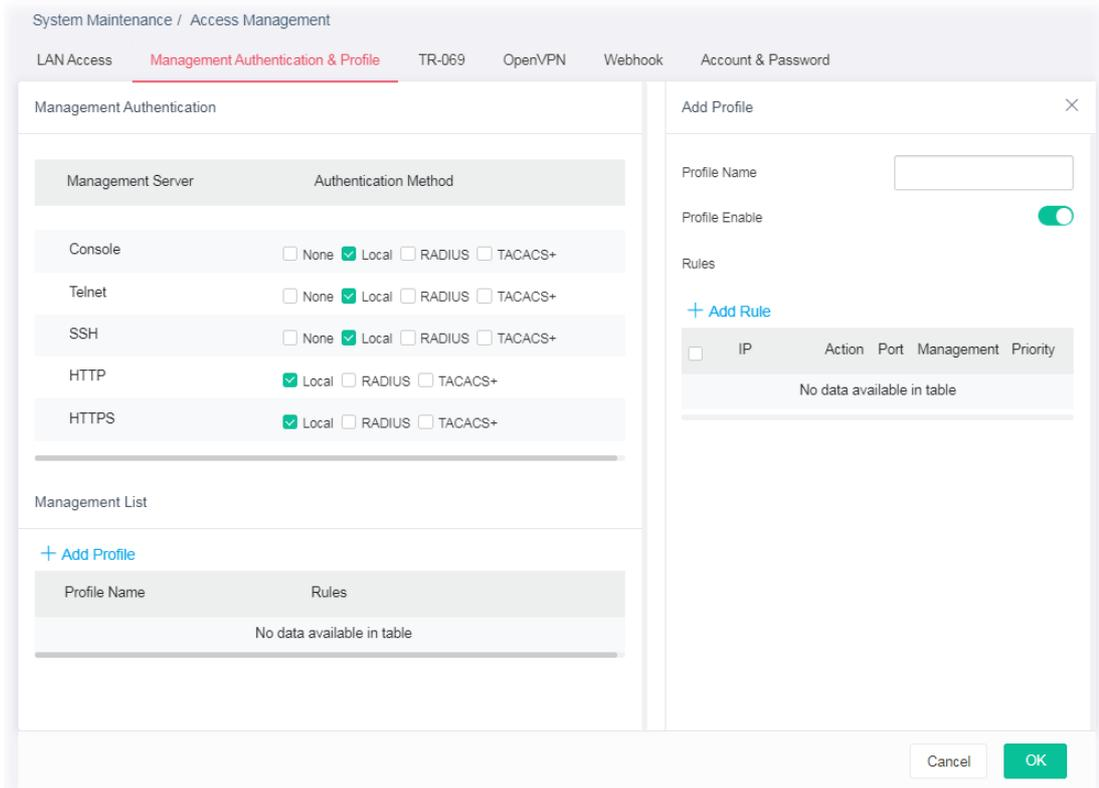 System Maintenance / Access Management
LAN Access Management Authentication & Profile TR-069 OpenVPN Webhook Account & Password
Management Authentication
Management Server Authentication Method
Console None Local RADIUS TACACS+
Telnet None Local RADIUS TACACS+
SSH None Local RADIUS TACACS+
HTTP Local RADIUS TACACS+
HTTPS Local RADIUS TACACS+
Management List
+ Add Profile
Profile Name Rules
No data available in table
Add Profile
Profile Name
Profile Enable
Rules
+ Add Rule
IP Action Port Management Priority
No data available in table
Cancel OK